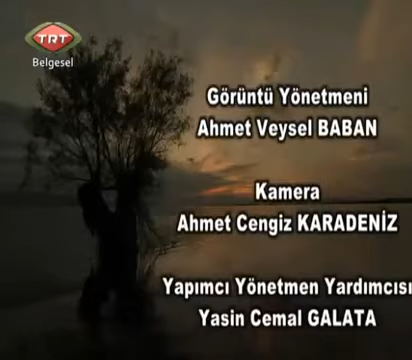 TRT
Belgesel
Görüntü Yönetmeni
Ahmet Veysel BABAN
Kamera
Ahmet Cengiz KARADENİZ
Yapımcı Yönetmen Yardımcısı
Yasin Cemal GALATA